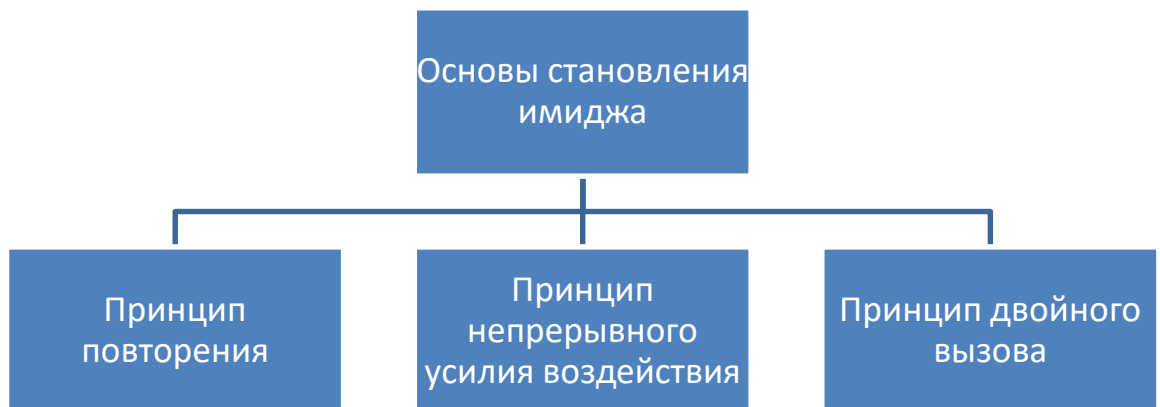 Основы становления
имиджа
Принцип
повторения
Принцип
непрерывного
усилия воздействия
Принцип двойного
вызова